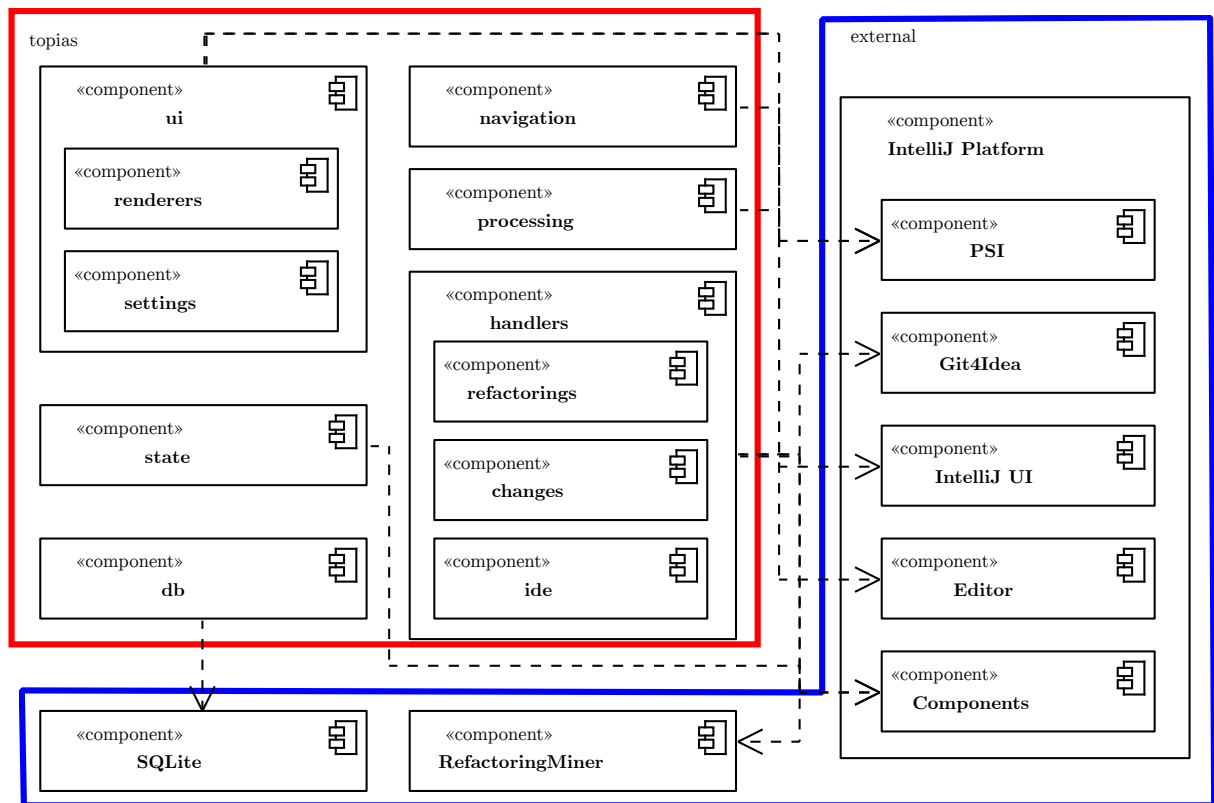 topias
«component»
ui
«component»
renderers
«component»
settings
«component»
state
«component»
db
«component»
navigation
«component»
processing
«component»
handlers
«component»
refactorings
«component»
changes
«component»
ide
external
«component»
IntelliJ Platform
«component»
PSI
«component»
Git4Idea
«component»
IntelliJ UI
«component»
Editor
«component»
Components
«component»
SQLite
«component»
RefactoringMiner